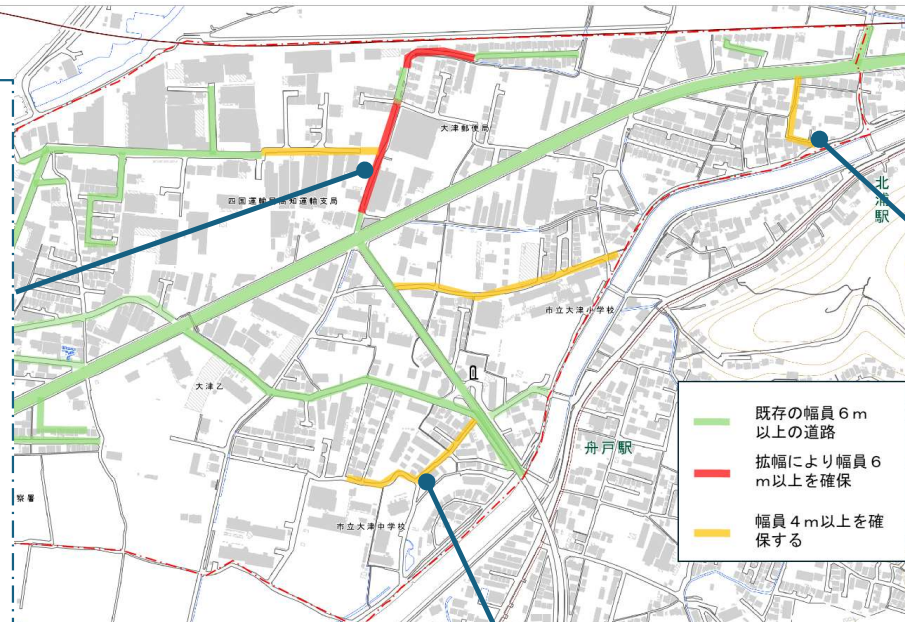 大津郵便局
四国運輸局高知運輸支局
北浦駅
市立大津小学校
大津乙
舟戸駅
察署
市立大津中学校
既存の幅員６ｍ
以上の道路
拡幅により幅員６
ｍ以上を確保
幅員４ｍ以上を確
保する